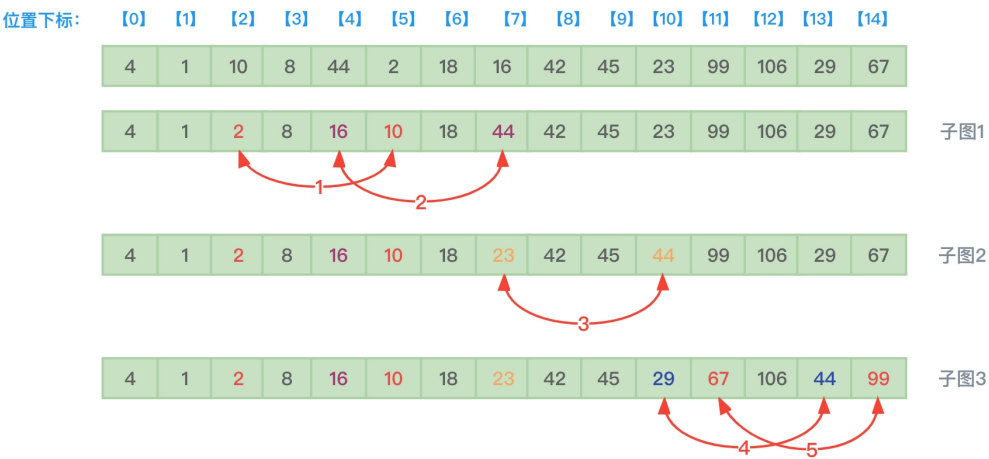 位置下标： 【0】 【1】 【2】 【3】 【4】 【5】 【6】 【7】 【8】 【9】 【10】 【11】 【12】 【13】 【14】
4 1 10 8 44 2 18 16 42 45 23 99 106 29 67
4 1 2 8 16 10 18 44 42 45 23 99 106 29 67 子图1
1 2
4 1 2 8 16 10 18 23 42 45 44 99 106 29 67 子图2
3
4 1 2 8 16 10 18 23 42 45 29 67 106 44 99 子图3
4 5